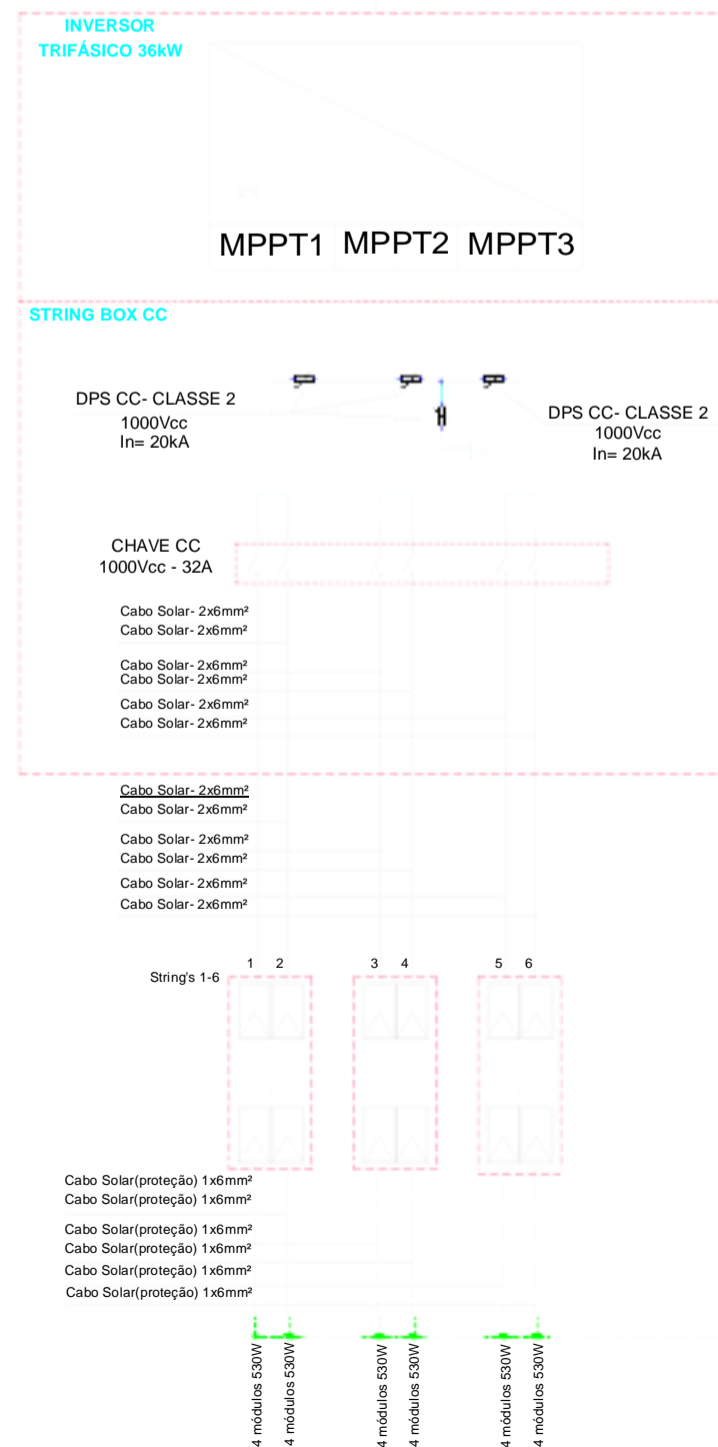 INVERSOR
TRIFÁSICO 36kW
MPPT1 MPPT2 MPPT3
STRING BOX CC
DPS CC- CLASSE 2
1000Vcc
In= 20kA
DPS CC- CLASSE 2
1000Vcc
In= 20kA
CHAVE CC
1000Vcc - 32A
Cabo Solar- 2x6mm²
Cabo Solar- 2x6mm²
Cabo Solar- 2x6mm²
Cabo Solar- 2x6mm²
Cabo Solar- 2x6mm²
Cabo Solar- 2x6mm²
Cabo Solar- 2x6mm²
Cabo Solar- 2x6mm²
Cabo Solar- 2x6mm²
Cabo Solar- 2x6mm²
Cabo Solar- 2x6mm²
Cabo Solar- 2x6mm²
1 2 3 4 5 6
String's 1-6
Cabo Solar(proteção) 1x6mm²
Cabo Solar(proteção) 1x6mm²
Cabo Solar(proteção) 1x6mm²
Cabo Solar(proteção) 1x6mm²
Cabo Solar(proteção) 1x6mm²
Cabo Solar(proteção) 1x6mm²
4 módulos 530W
4 módulos 530W
4 módulos 530W
4 módulos 530W
4 módulos 530W
4 módulos 530W